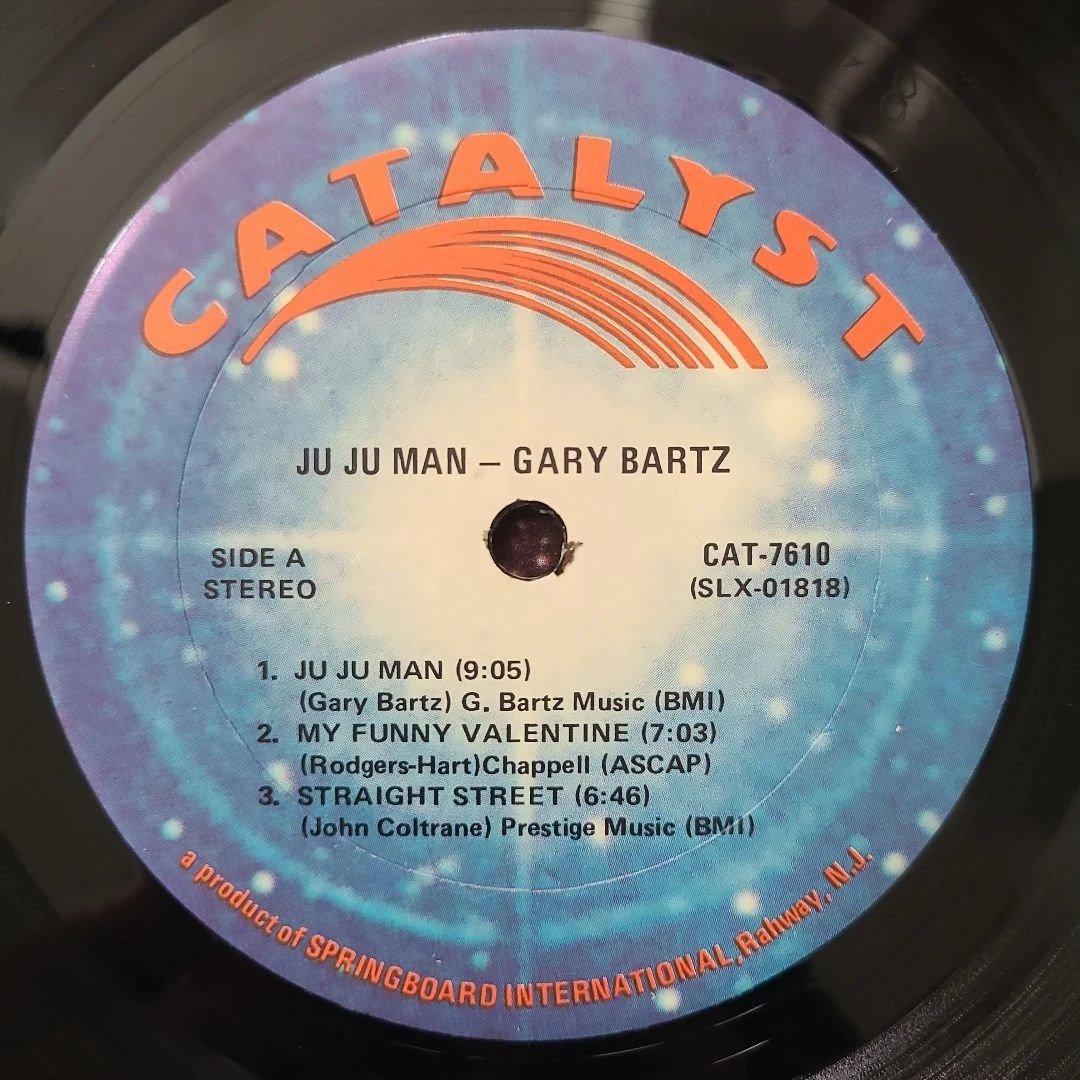 CATALYST
JU JU MAN – GARY BARTZ
SIDE A
STEREO
CAT-7610
(SLX-01818)
1. JU JU MAN (9:05)
(Gary Bartz) G. Bartz Music (BMI)
2. MY FUNNY VALENTINE (7:03)
(Rodgers-Hart)Chappell (ASCAP)
3. STRAIGHT STREET (6:46)
(John Coltrane) Prestige Music (BMI)
a product of SPRINGBOARD INTERNATIONAL, Rahway, N.J.